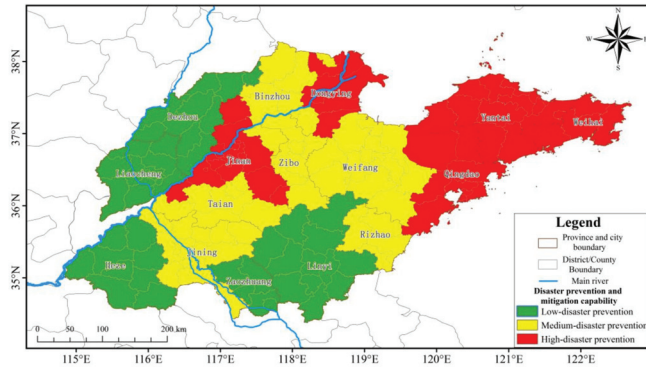 N
W
E
S
38°N
37°N
36°N
35°N
Dongying
Binzhou
Dezhou
Yantai
Weihai
Jinan
Zibo
Weifang
Liaocheng
Qingdao
Taian
Rizhao
Jining
Heze
Zaozhuang
Linyi
Legend
Province and city
boundary
District/County
Boundary
Main river
Disaster prevention and
mitigation capability
Low-disaster prevention
Medium-disaster prevention
High-disaster prevention
0 50 100 200 km
115°E 116°E 117°E 118°E 119°E 120°E 121°E 122°E